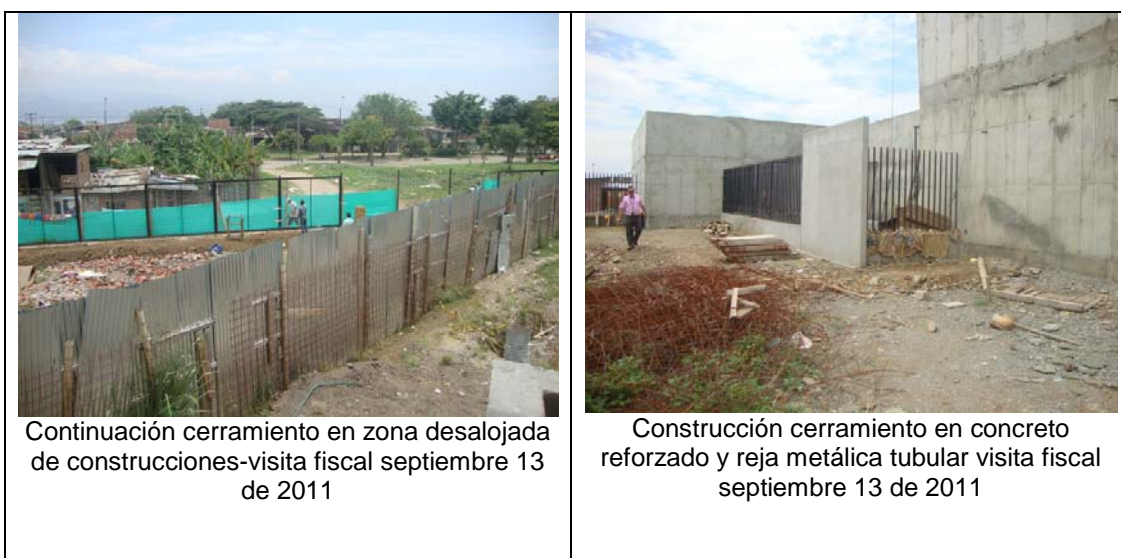 Continuación cerramiento en zona desalojada
de construcciones-visita fiscal septiembre 13
de 2011
Construcción cerramiento en concreto
reforzado y reja metálica tubular visita fiscal
septiembre 13 de 2011